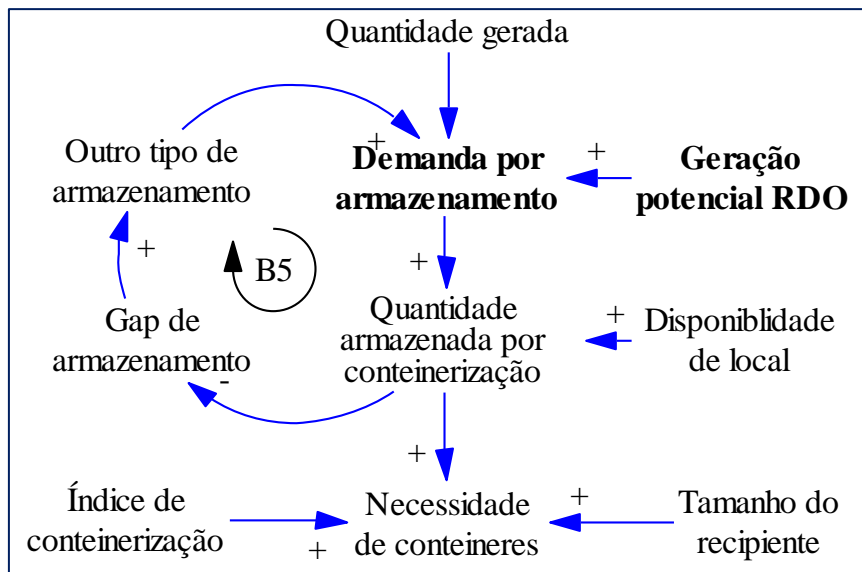 Quantidade gerada
+
Outro tipo de
armazenamento
Demanda por
armazenamento
+
Geração
potencial RDO
+
B5
+
Gap de
armazenamento
-
Quantidade
armazenada por
conteinerização
+
Disponiblidade
de local
+
Índice de
conteinerização
+
Necessidade
de conteineres
+
Tamanho do
recipiente